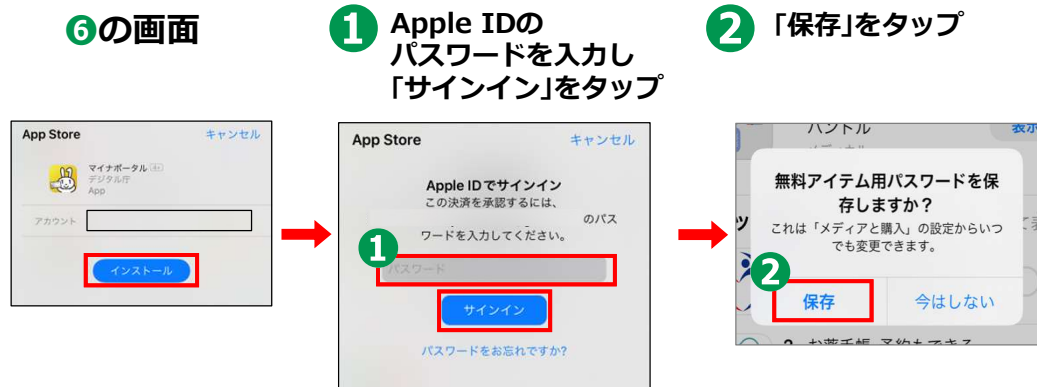 ❻の画面
App Store
キャンセル
マイナポータル 4+
デジタル庁
App
アカウント
インストール
❶ Apple IDの
パスワードを入力し
「サインイン」をタップ
App Store
キャンセル
Apple IDでサインイン
この決済を承認するには、
のパス
ワードを入力してください。
❶
パスワード
サインイン
パスワードをお忘れですか?
❷ 「保存」をタップ
表示
無料アイテム用パスワードを保
存しますか？
これは「メディアと購入」の設定からいつ
でも変更できます。
❷
保存
今はしない